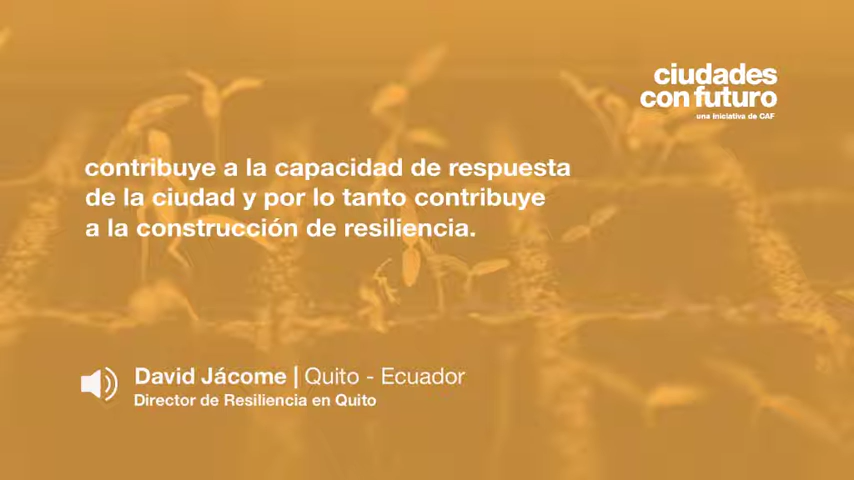 ciudades
con futuro
una iniciativa de CAF
contribuye a la capacidad de respuesta
de la ciudad y por lo tanto contribuye
a la construcción de resiliencia.
David Jácome | Quito - Ecuador
Director de Resiliencia en Quito